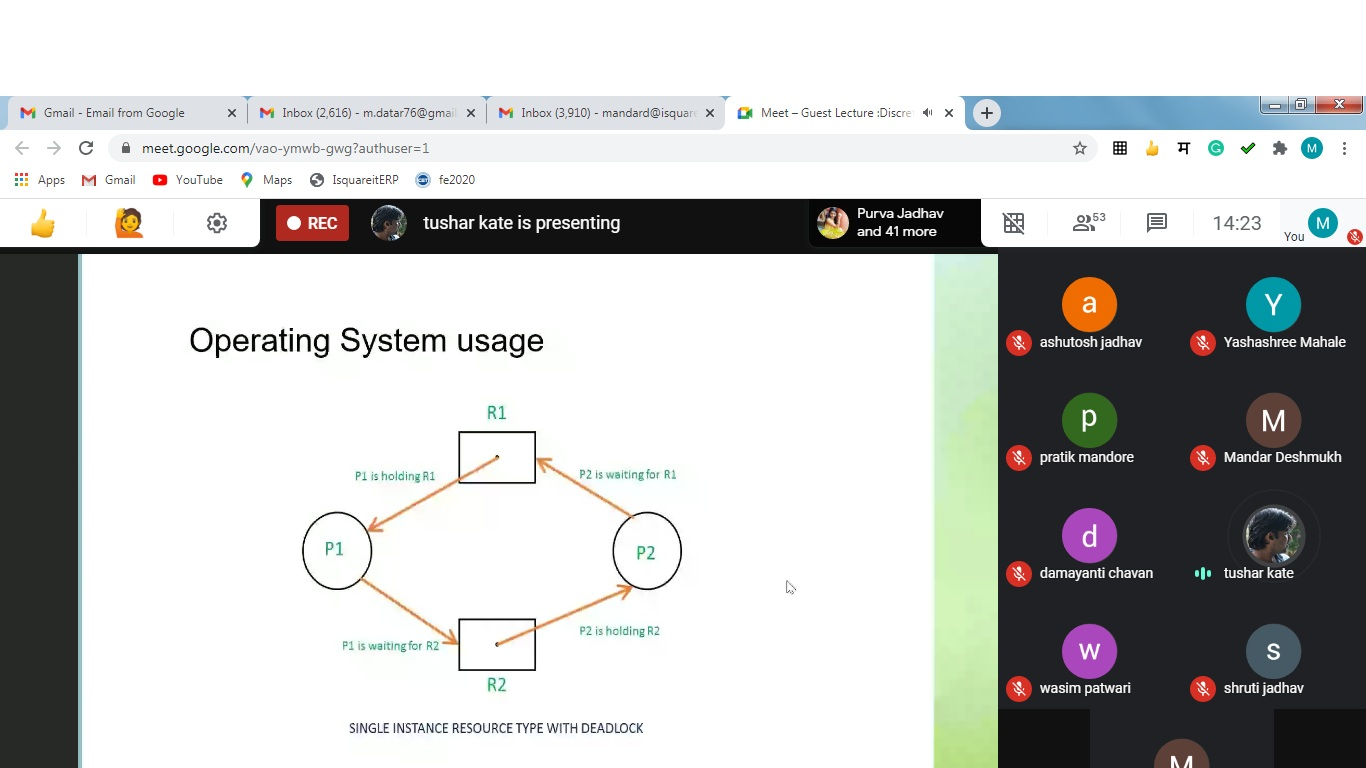 Gmail - Email from Google
Inbox (2,616) - m.datar76@gmail
Inbox (3,910) - mandard@isquar
Meet – Guest Lecture :Discre
meet.google.com/vao-ymwb-gwg?authuser=1
M
Apps
Gmail
YouTube
Maps
IsquareitERP
fe2020
REC
tushar kate is presenting
Purva Jadhav
and 41 more
53
14:23
You
M
Operating System usage
R1
P1 is holding R1
P2 is waiting for R1
P1
P2
P1 is waiting for R2
P2 is holding R2
R2
SINGLE INSTANCE RESOURCE TYPE WITH DEADLOCK
a
ashutosh jadhav
Y
Yashashree Mahale
p
pratik mandore
M
Mandar Deshmukh
d
damayanti chavan
tushar kate
w
wasim patwari
s
shruti jadhav
M